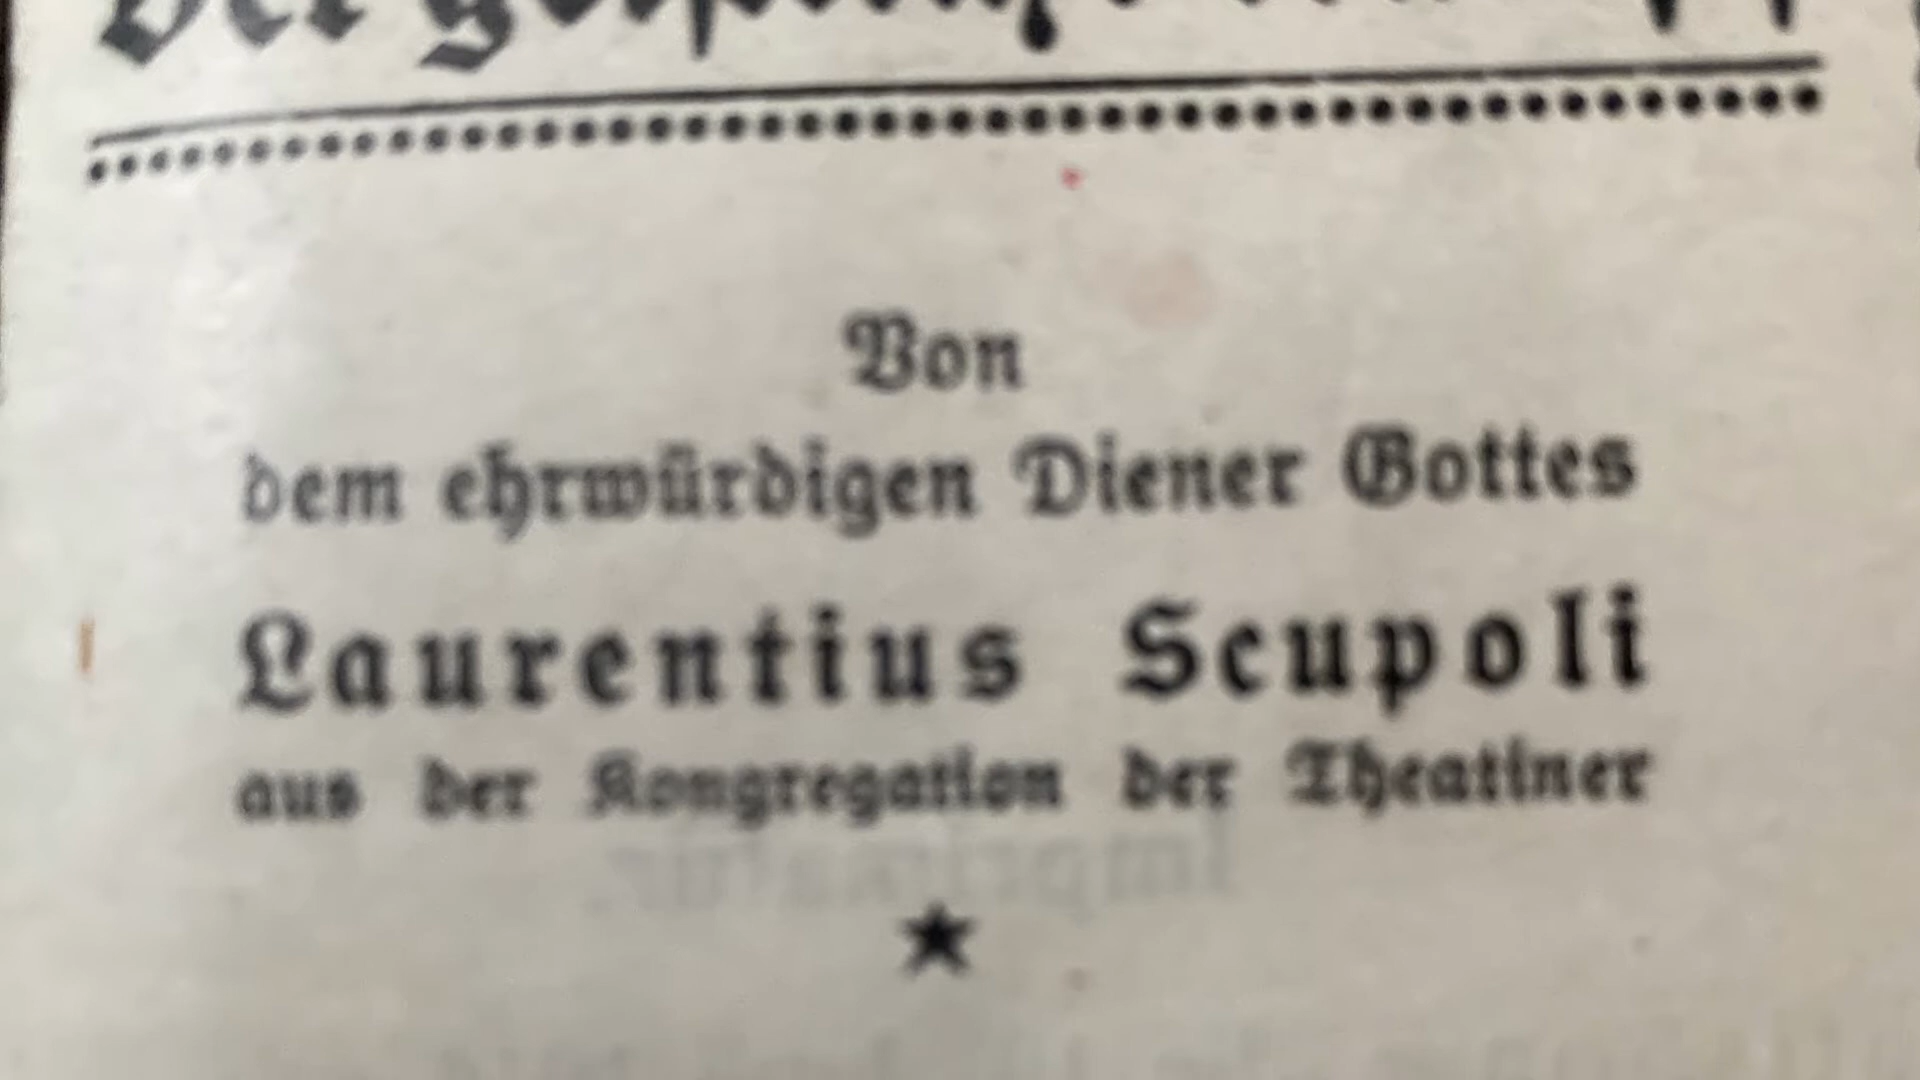 Von
dem ehrwürdigen Diener Gottes
Laurentius Scupoli
aus der Kongregation der Theatiner